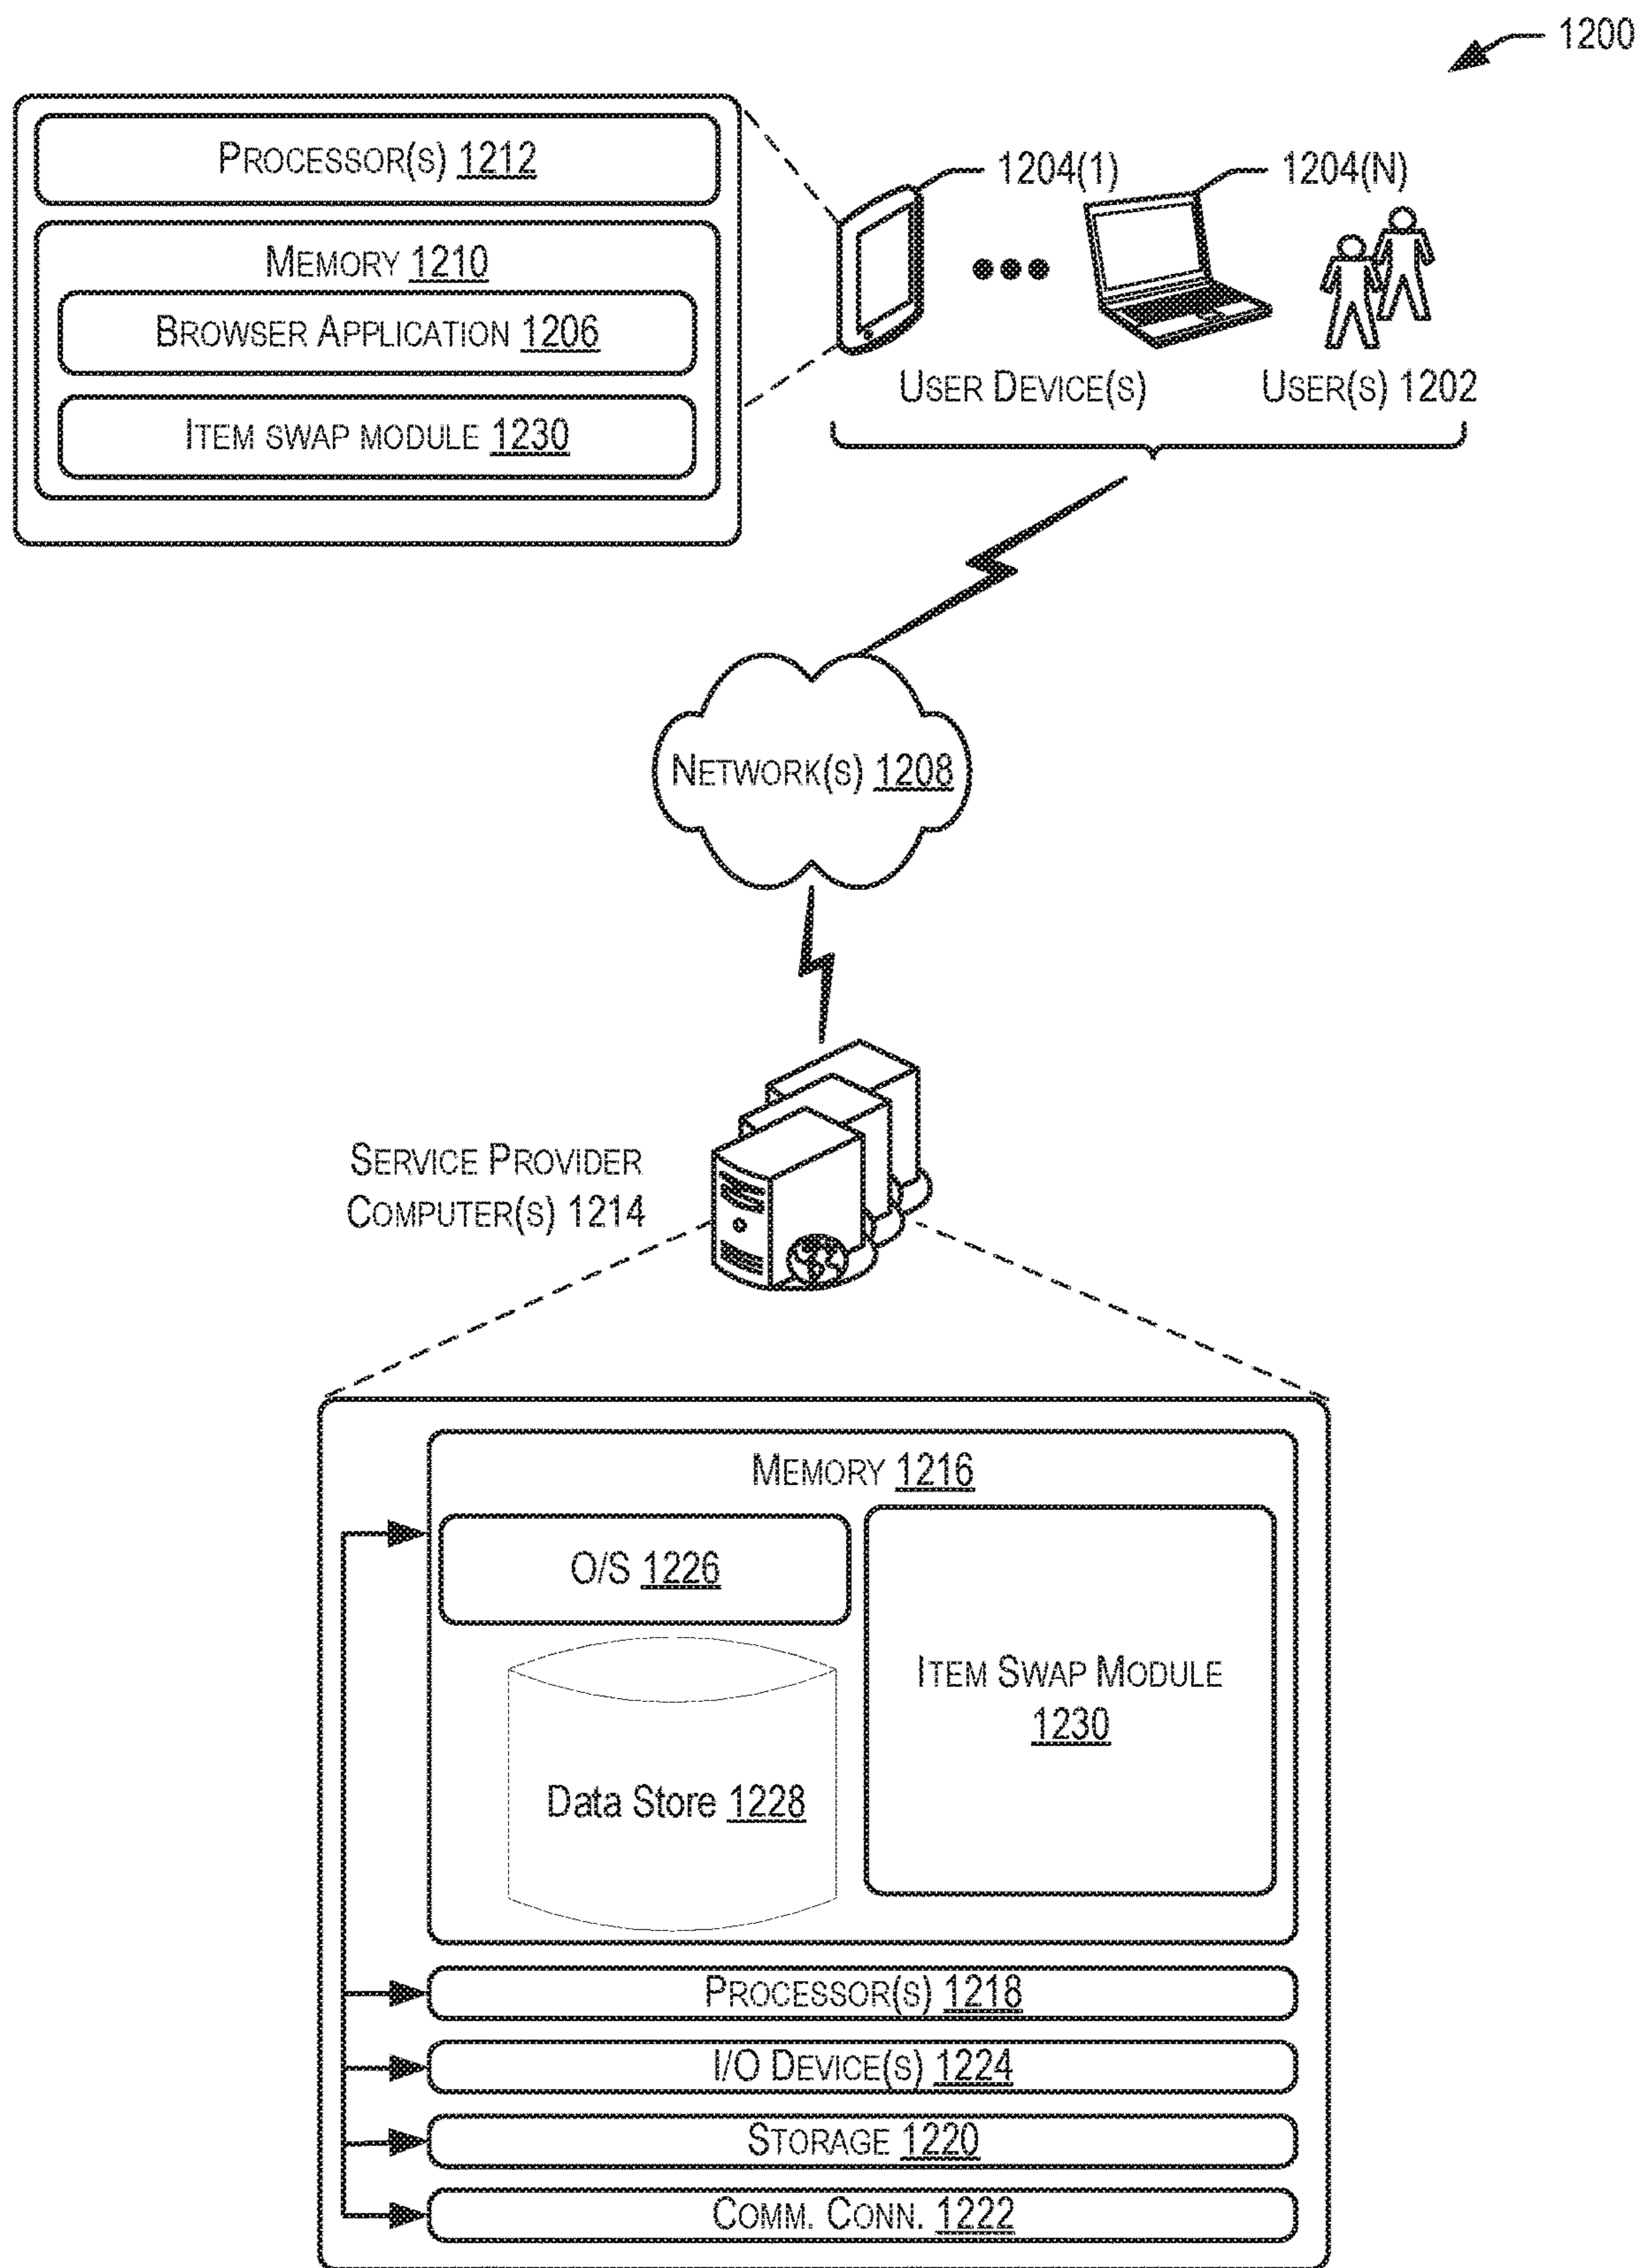 1200
PROCESSOR(S) 1212
MEMORY 1210
BROWSER APPLICATION 1206
ITEM SWAP MODULE 1230
1204(1)
1204(N)
USER DEVICE(S)
USER(S) 1202
NETWORK(S) 1208
SERVICE PROVIDER
COMPUTER(S) 1214
MEMORY 1216
O/S 1226
Data Store 1228
ITEM SWAP MODULE
1230
PROCESSOR(S) 1218
I/O DEVICE(S) 1224
STORAGE 1220
COMM. CONN. 1222